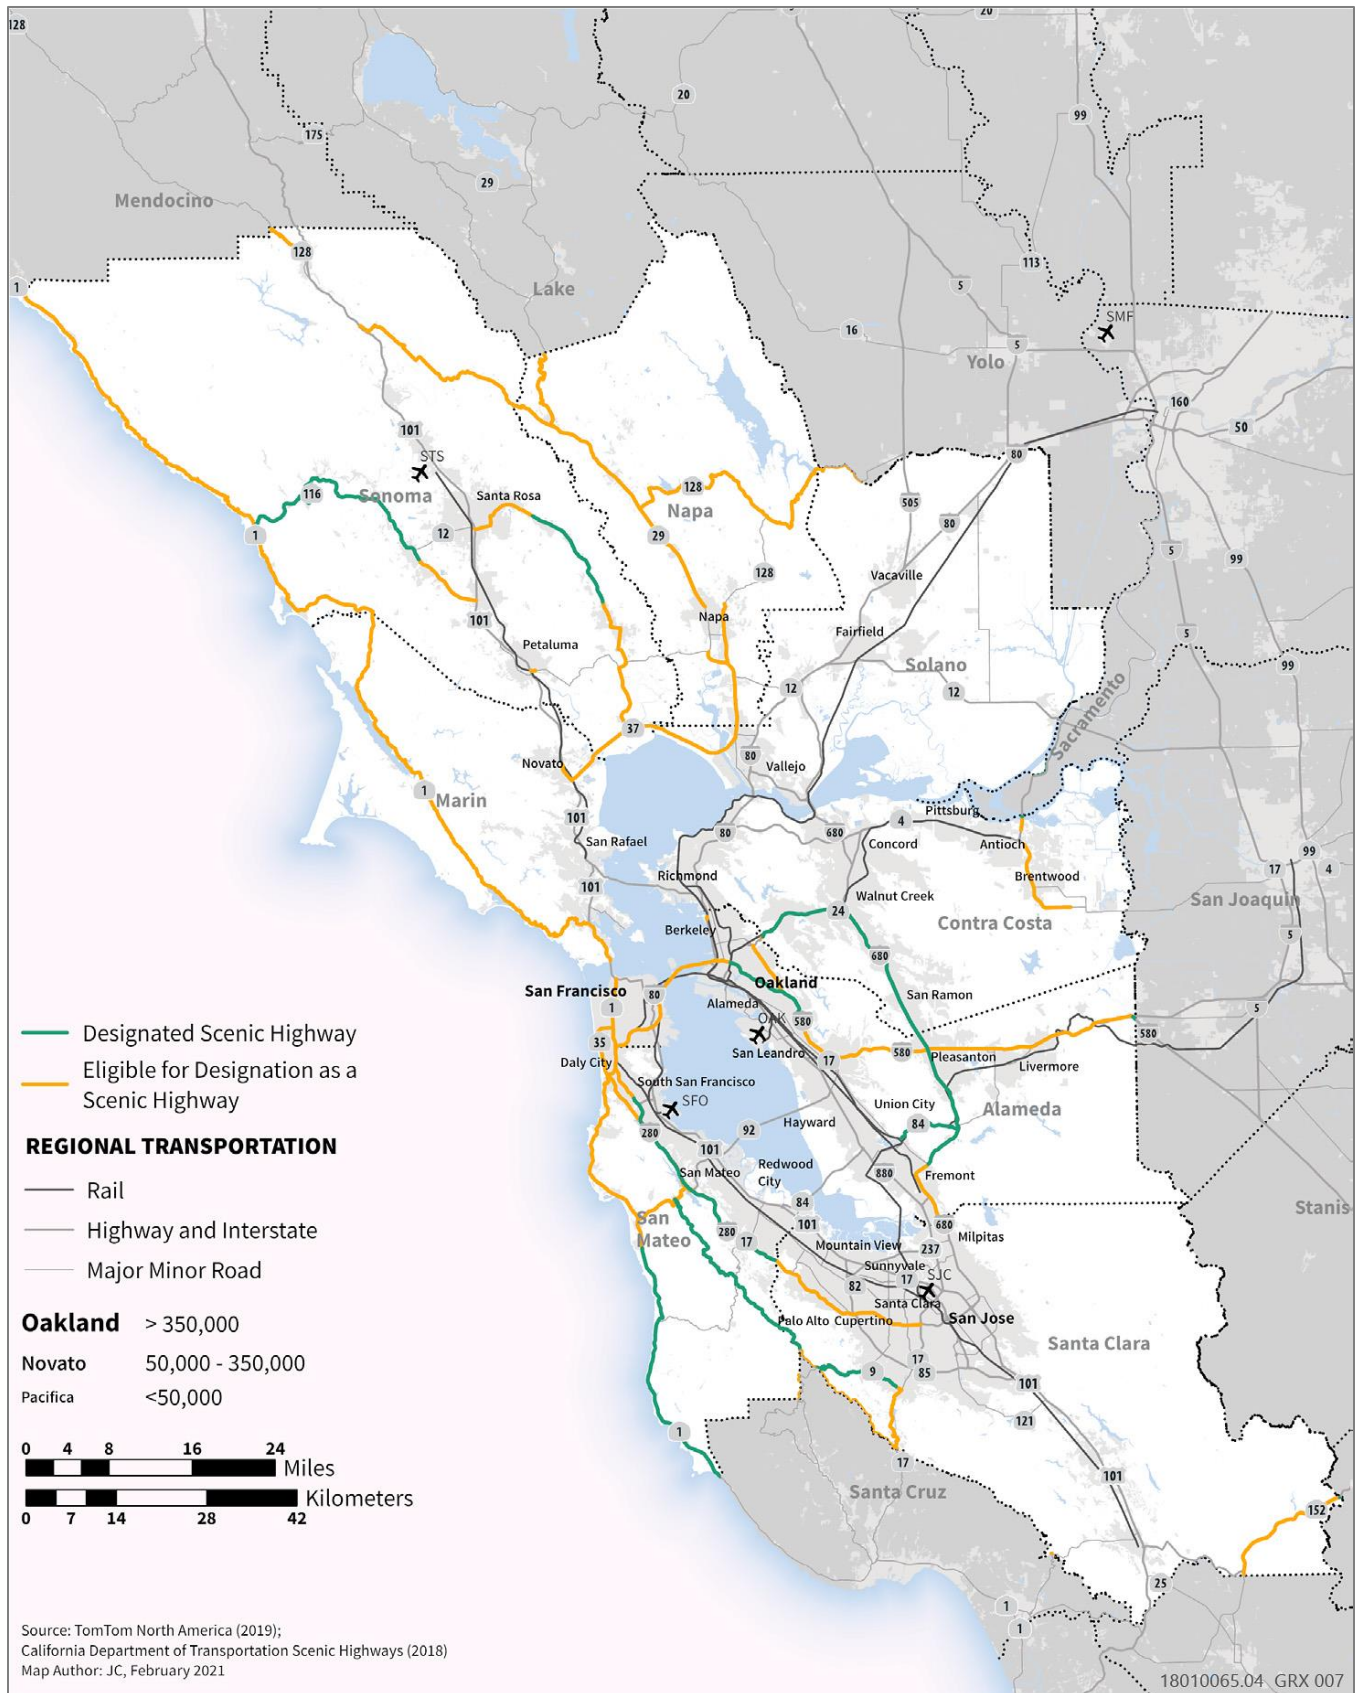 128
20
20
99
175
29
Mendocino
128
113
Lake
1
5
SMF
16
5
Yolo
160
101
50
STS
80
116
Sonoma
Santa Rosa
128
Napa
505
80
1
12
29
5
99
128
Vacaville
101
Napa
Fairfield
5
Petaluma
Solano
99
12
12
Sacramento
37
80
Novato
Vallejo
1
Marin
101
Pittsburg
4
80
680
San Rafael
Concord
Antioch
99
17
4
101
Richmond
Brentwood
Walnut Creek
San Joaquin
24
Contra Costa
Berkeley
5
680
San Francisco
80
Oakland
San Ramon
1
Alameda
OAK
580
5
Designated Scenic Highway
580
35
San Leandro
17
580
Pleasanton
Daly City
Livermore
Eligible for Designation as a
Scenic Highway
South San Francisco
SFO
Union City
Alameda
280
92
Hayward
84
REGIONAL TRANSPORTATION
101
San Mateo
Redwood
City
880
Fremont
Rail
84
Stanis
San
Mateo
101
680
Highway and Interstate
280
17
Mountain View
237
Milpitas
Major Minor Road
Sunnyvale
82
17
SJC
Santa Clara
Oakland > 350,000
Palo Alto
Cupertino
San Jose
Santa Clara
Novato 50,000 - 350,000
17
9
85
101
Pacifica <50,000
121
1
0 4 8 16 24
Miles
17
101
Kilometers
Santa Cruz
152
0 7 14 28 42
25
1
1
Source: TomTom North America (2019);
California Department of Transportation Scenic Highways (2018)
Map Author: JC, February 2021
18010065.04 GRX 007